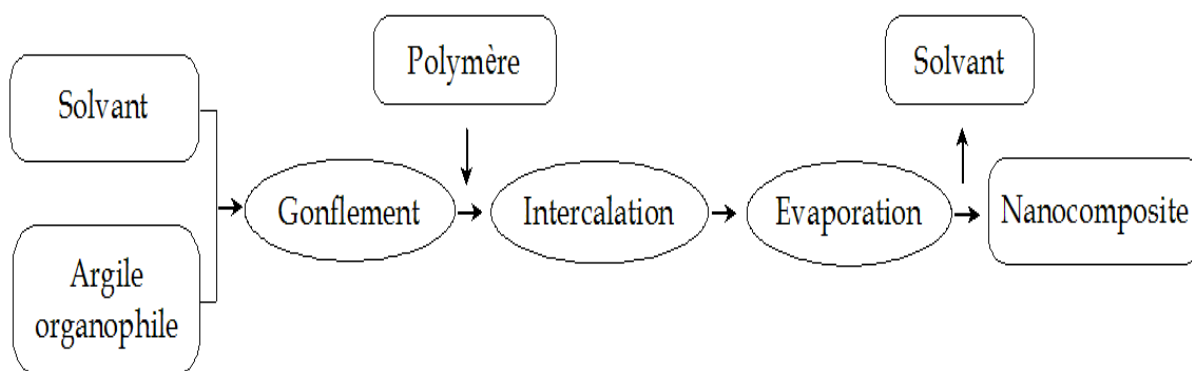 Solvant
Argile
organophile
Gonflement
Polymère
Intercalation
Evaporation
Solvant
Nanocomposite